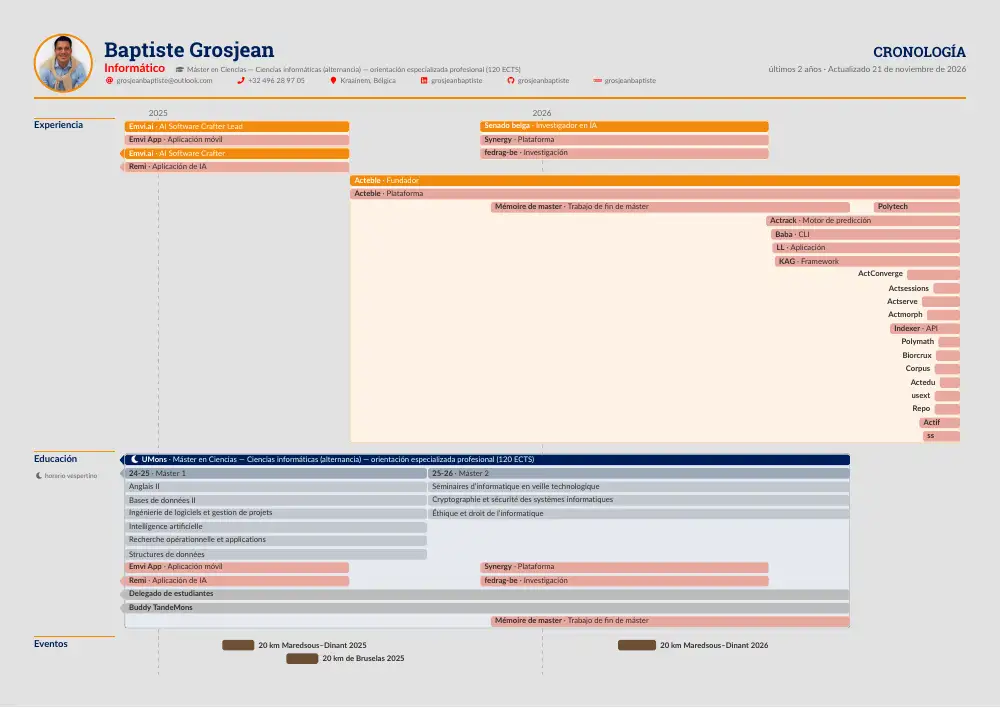 Baptiste Grosjean
CRONOLOGÍA
Informático Máster en Ciencias — Ciencias informáticas (alternancia) — orientación especializada profesional (120 ECTS)
últimos 2 años · Actualizado 21 de noviembre de 2026
grosjeanbaptiste@outlook.com +32 496 28 97 05 Kraainem, Bélgica grosjeanbaptiste grosjeanbaptiste grosjeanbaptiste
2025 2026
Experiencia
Emvi.ai · AI Software Crafter Lead
Senado belga · Investigador en IA
Emvi App · Aplicación móvil
Synergy · Plataforma
Emvi.ai · AI Software Crafter
fedrag-be · Investigación
Remi · Aplicación de IA
Acteble · Fundador
Acteble · Plataforma
Mémoire de master · Trabajo de fin de máster
Polytech
Actrack · Motor de predicción
Baba · CLI
LL · Aplicación
KAG · Framework
ActConverge
Actsessions
Actserve
Actmorph
Indexer · API
Polymath
Biorcrux
Corpus
Actedu
usext
Repo
Actif
ss
Educación
UMons · Máster en Ciencias — Ciencias informáticas (alternancia) — orientación especializada profesional (120 ECTS)
horario vespertino
24-25 · Máster 1
25-26 · Máster 2
Anglais II
Séminaires d'informatique en veille technologique
Bases de données II
Cryptographie et sécurité des systèmes informatiques
Ingénierie de logiciels et gestion de projets
Éthique et droit de l'informatique
Intelligence artificielle
Recherche opérationnelle et applications
Structures de données
Emvi App · Aplicación móvil
Synergy · Plataforma
Remi · Aplicación de IA
fedrag-be · Investigación
Delegado de estudiantes
Buddy TandeMons
Mémoire de master · Trabajo de fin de máster
Eventos
20 km Maredsous–Dinant 2025
20 km Maredsous–Dinant 2026
20 km de Bruselas 2025